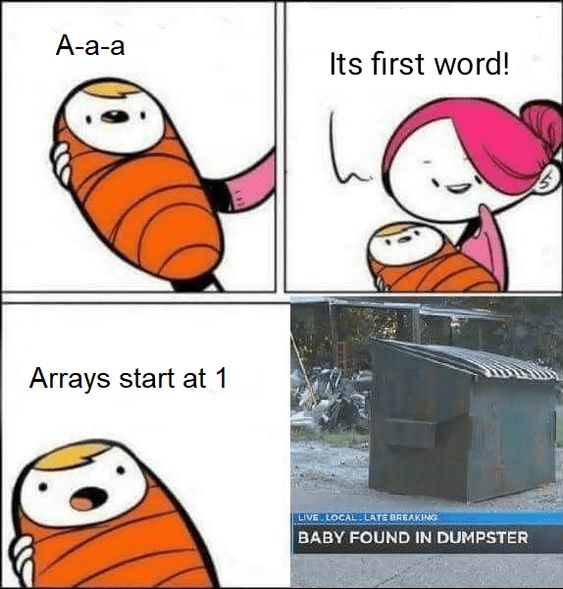 A-a-a
Its first word!
Arrays start at 1
LIVE. LOCAL. LATE BREAKING
BABY FOUND IN DUMPSTER